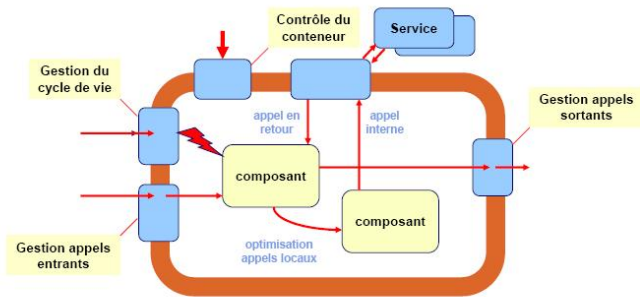 Contrôle du
conteneur
Service
Gestion du
cycle de vie
Gestion appels
sortants
appel en
retour
appel
interne
composant
composant
optimisation
appels locaux
Gestion appels
entrants